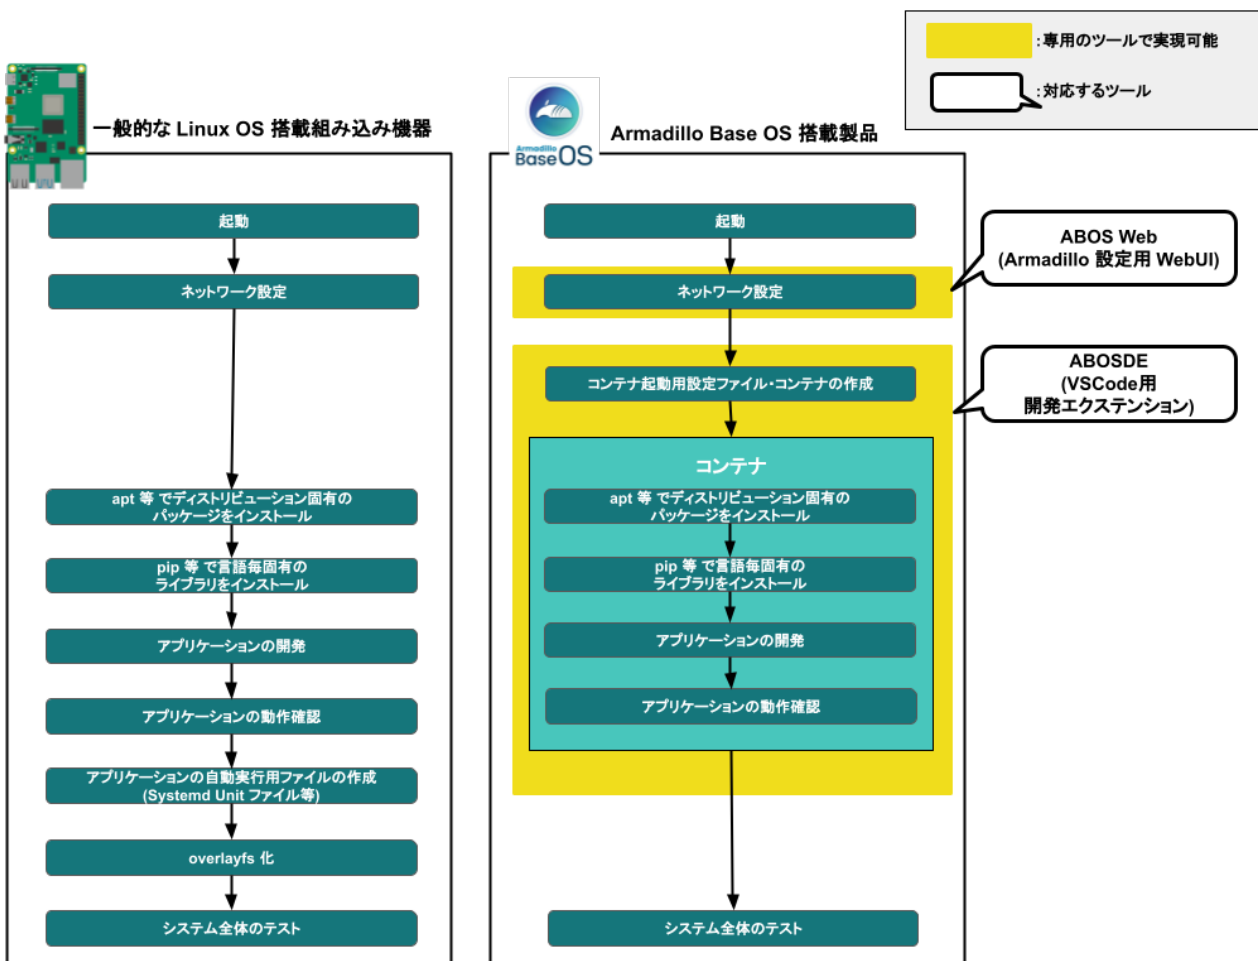 :専用のツールで実現可能
:対応するツール
一般的な Linux OS 搭載組み込み機器
起動
ネットワーク設定
apt 等 でディストリビューション固有の
パッケージをインストール
pip 等 で言語毎固有の
ライブラリをインストール
アプリケーションの開発
アプリケーションの動作確認
アプリケーションの自動実行用ファイルの作成
(Systemd Unit ファイル等)
overlayfs 化
システム全体のテスト
Armadillo
Base OS
Armadillo Base OS 搭載製品
起動
ネットワーク設定
コンテナ起動用設定ファイル・コンテナの作成
コンテナ
apt 等 でディストリビューション固有の
パッケージをインストール
pip 等 で言語毎固有の
ライブラリをインストール
アプリケーションの開発
アプリケーションの動作確認
システム全体のテスト
ABOS Web
(Armadillo 設定用 WebUI)
ABOSDE
(VSCode用
開発エクステンション)